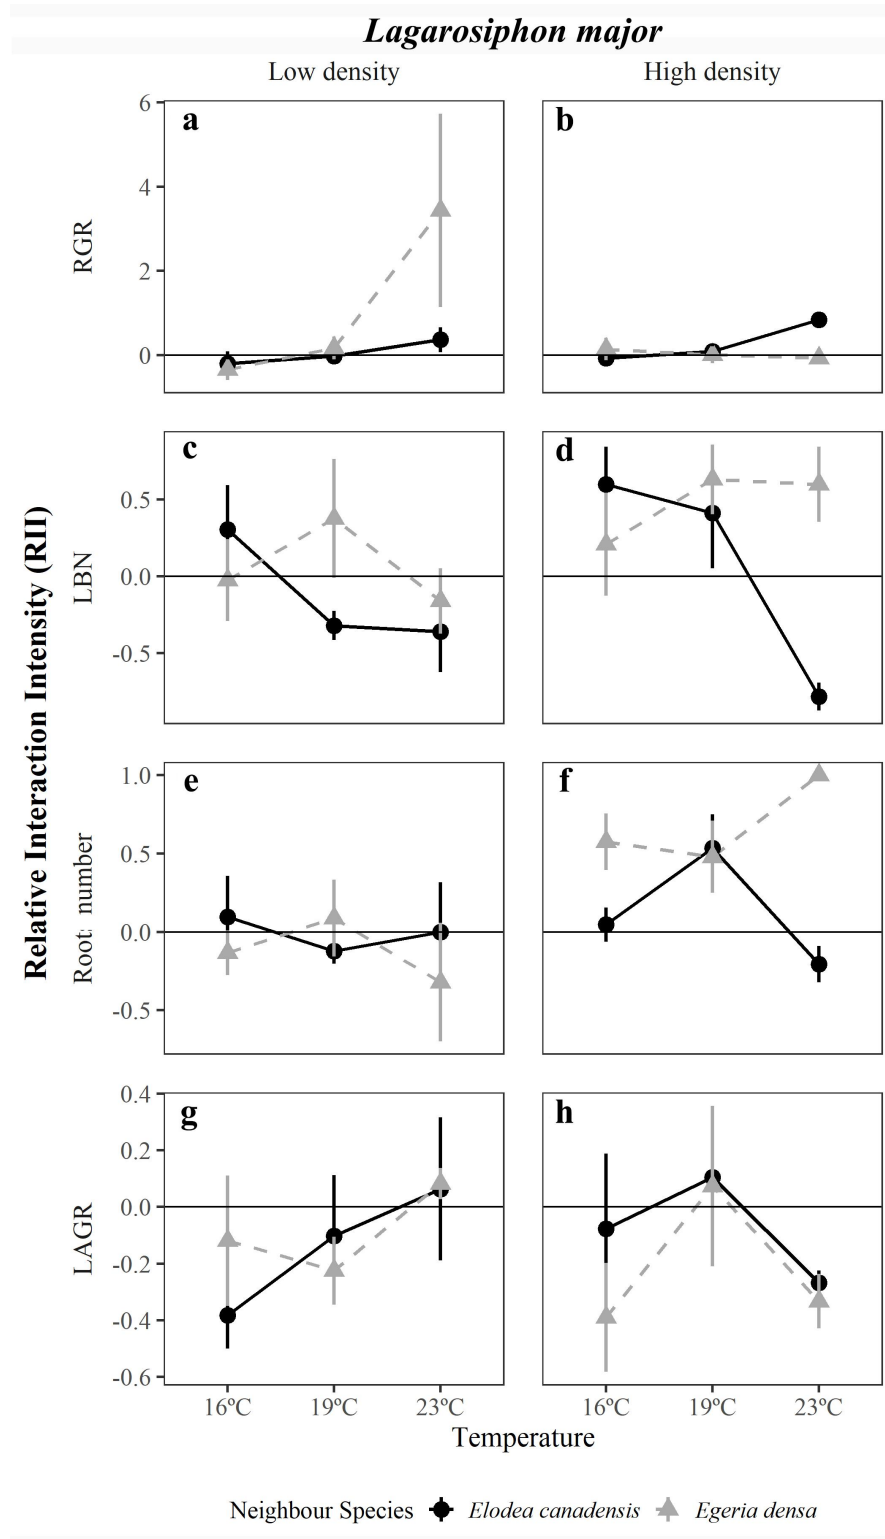 Lagarosiphon major
Low density
High density
Relative Interaction Intensity (RII)
RGR
6
4
2
0
a
b
LBN
0.5
0.0
-0.5
c
d
Root: number
1.0
0.5
0.0
-0.5
e
f
LAGR
0.4
0.2
0.0
-0.2
-0.4
-0.6
g
h
16ºC 19ºC 23ºC
16ºC 19ºC 23ºC
Temperature
Neighbour Species Elodea canadensis Egeria densa